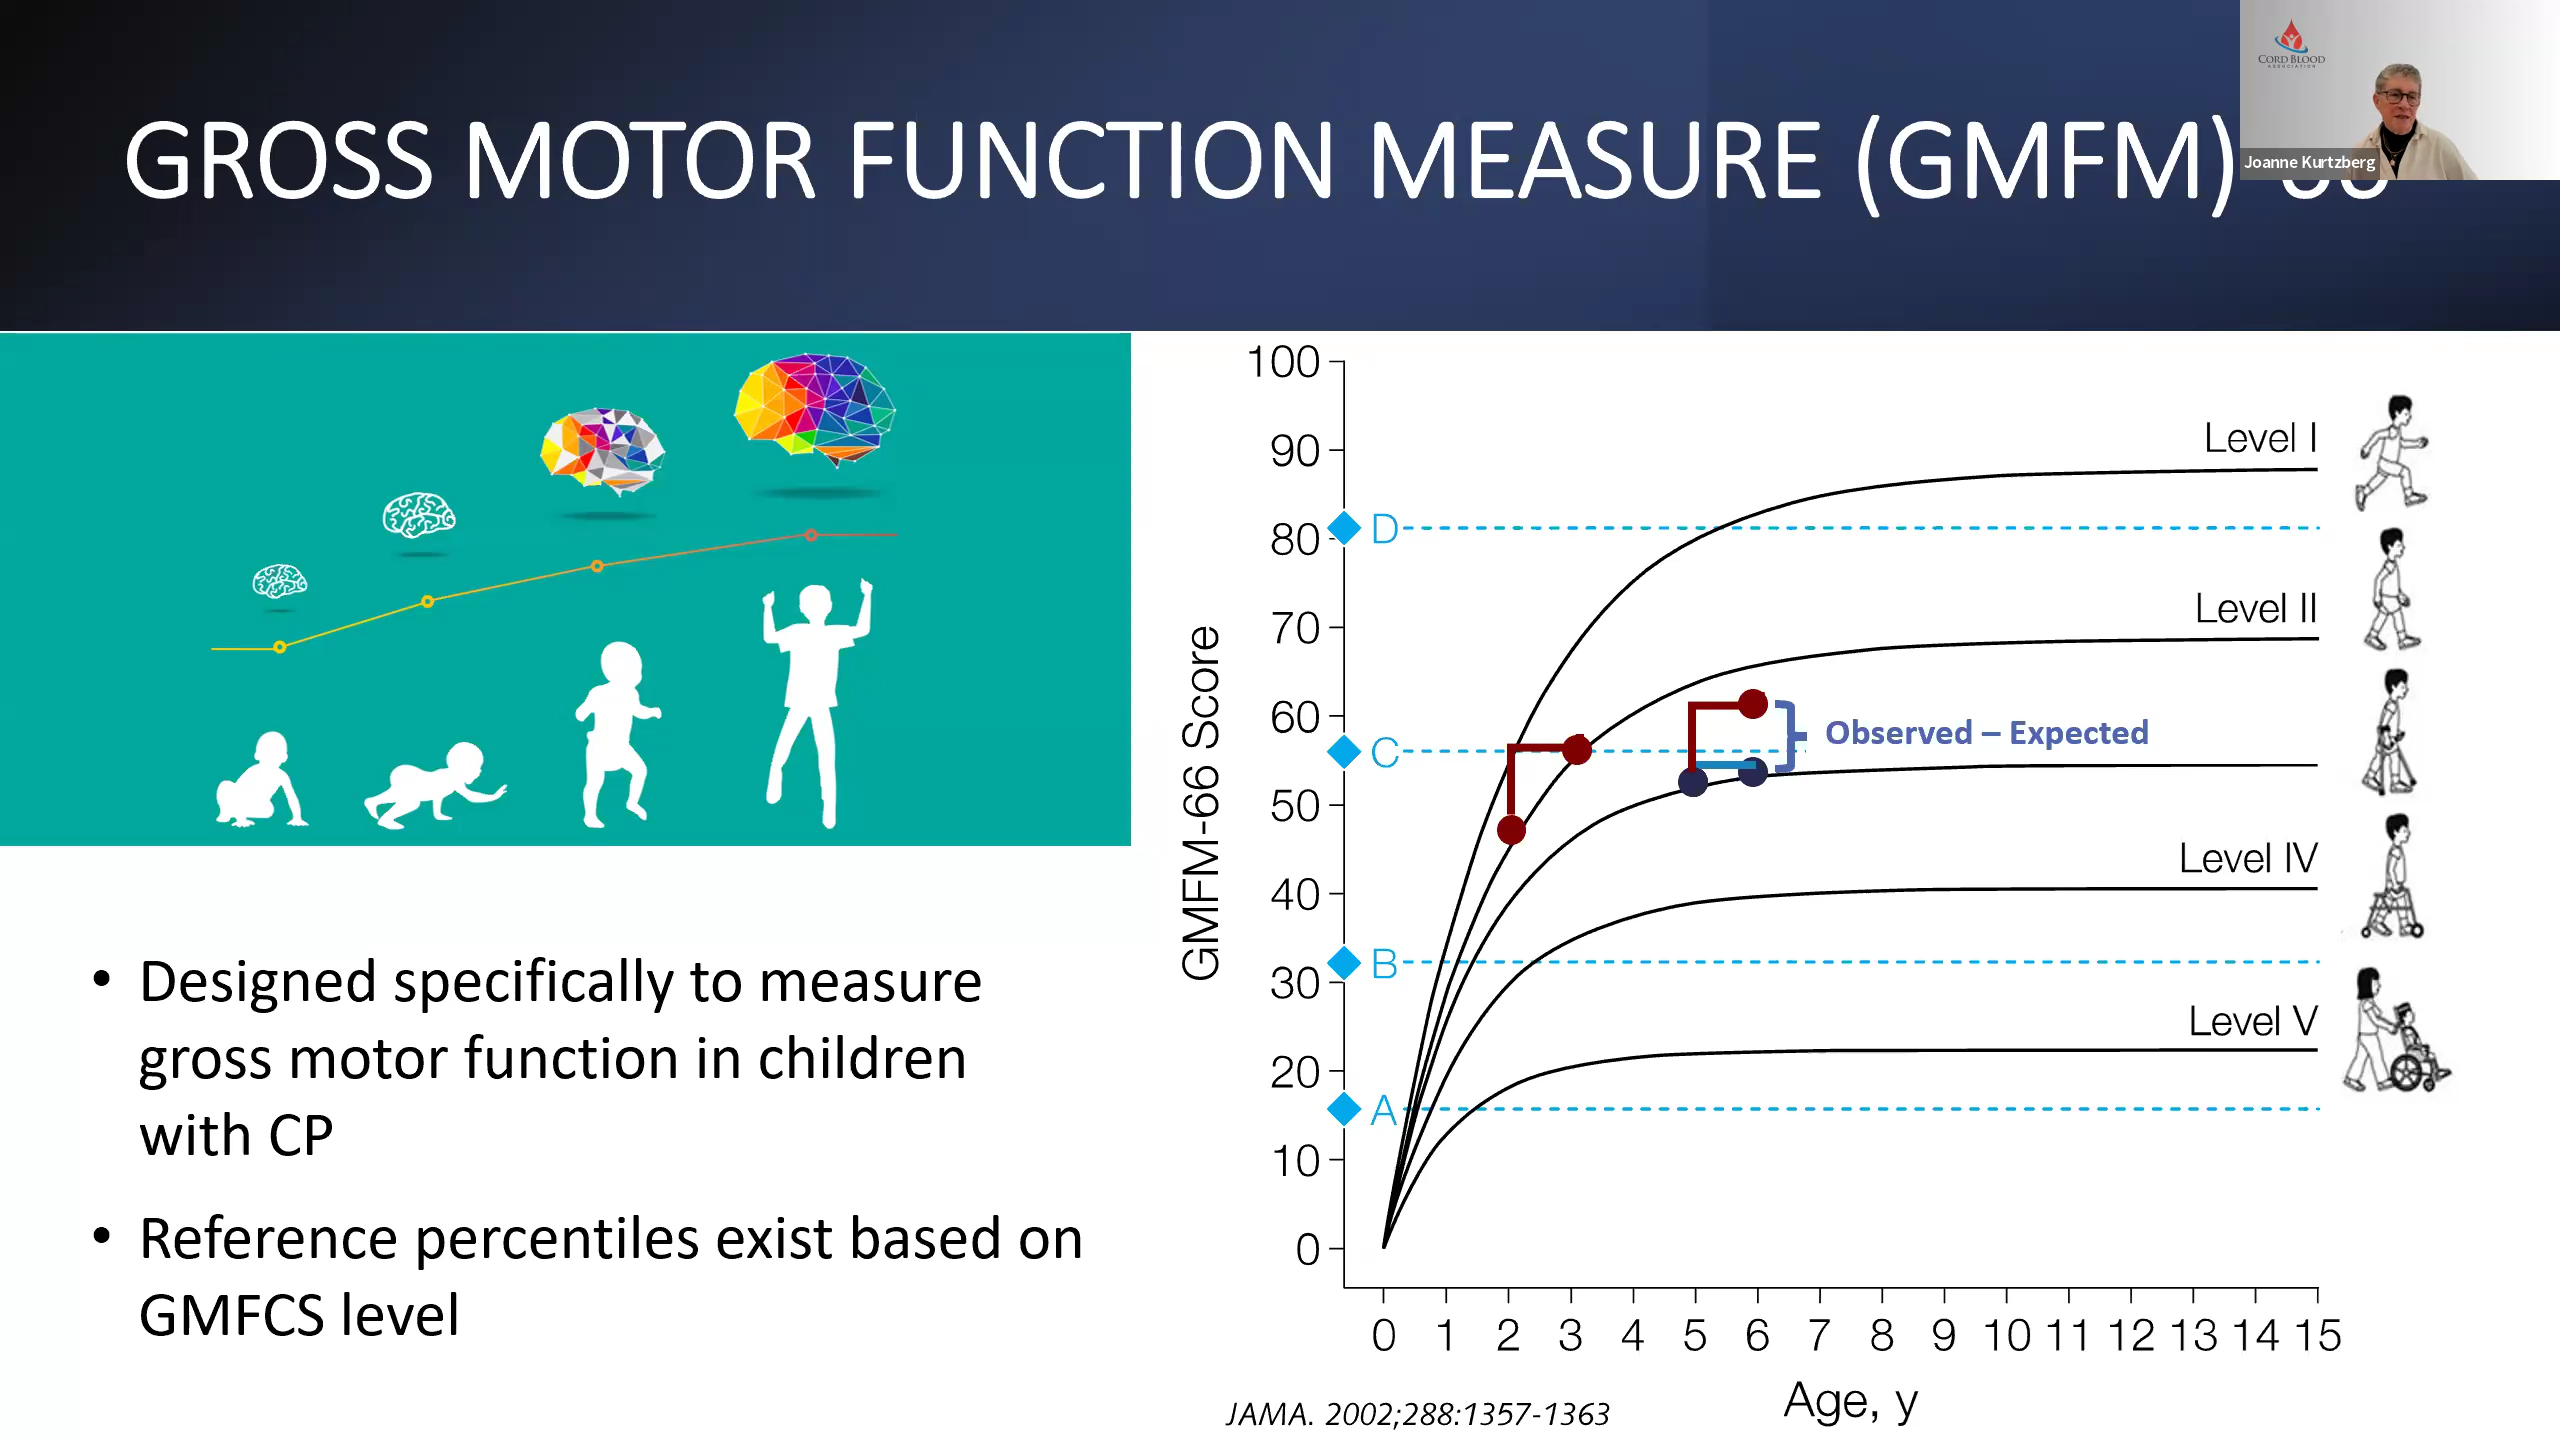 GROSS MOTOR FUNCTION MEASURE (GMFM)
CORD BLOOD
ASSOCIATION
Joanne Kurtzberg
Designed specifically to measure
gross motor function in children
with CP
Reference percentiles exist based on
GMFCS level
GMFM-66 Score
100
90
80
70
60
50
40
30
20
10
0
D
C
B
A
Level I
Level II
Observed – Expected
Level IV
Level V
0 1 2 3 4 5 6 7 8 9 10 11 12 13 14 15
Age, y
JAMA. 2002;288:1357-1363